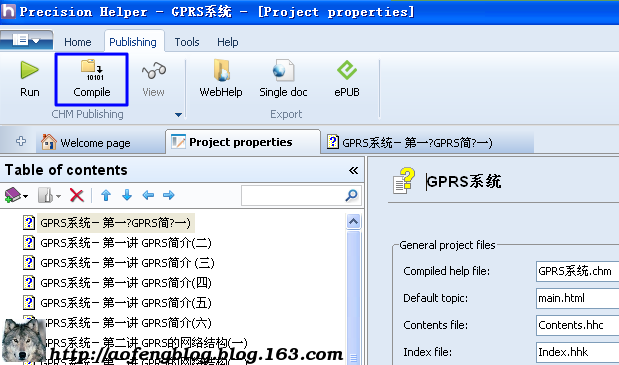 Precision Helper - GPRS系统 - [Project properties]
Home Publishing Tools Help
Run Compile View WebHelp Single doc ePUB
CHM Publishing Export
Welcome page Project properties GPRS系统－第一?GPRS简?一)
Table of contents
GPRS系统
GPRS系统－第一?GPRS简?一)
GPRS系统－第一讲 GPRS简介(二)
General project files
GPRS系统－第一讲 GPRS简介 (三)
Compiled help file: GPRS系统.chm
GPRS系统－第一讲 GPRS简介(四)
Default topic: main.html
GPRS系统－第一讲 GPRS简介(五)
Contents file: Contents.hhc
GPRS系统－第一讲 GPRS简介(六)
GPRS系统－第二讲 GPRS的网络结构(一)
Index file: Index.hhk
http://gofengblog.blog.163.com